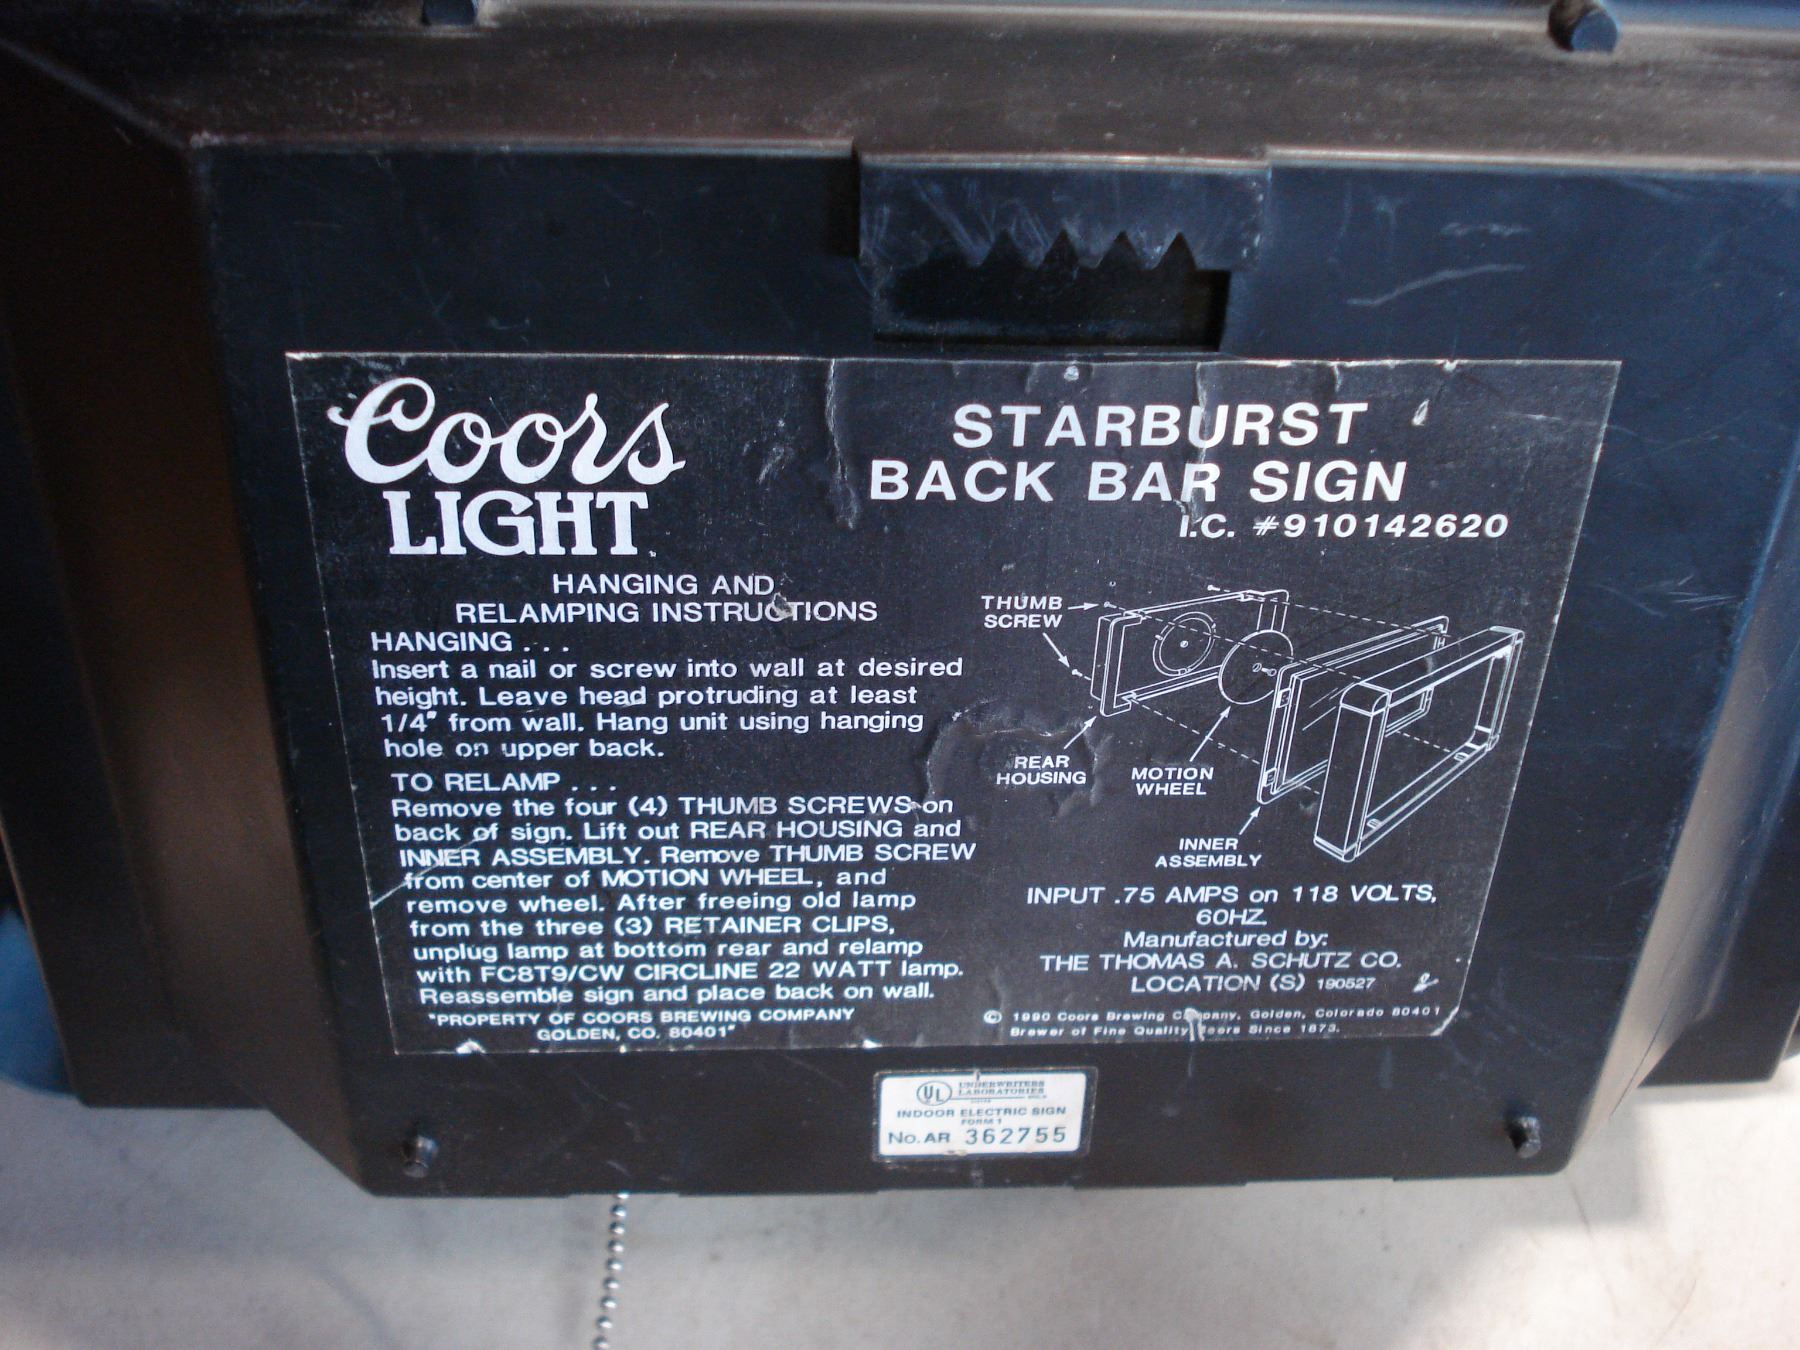 Coors
LIGHT
STARBURST
BACK BAR SIGN
I.C. #910142620
HANGING AND
RELAMPING INSTRUCTIONS
HANGING . . .
Insert a nail or screw into wall at desired
height. Leave head protruding at least
1/4" from wall. Hang unit using hanging
hole on upper back.
TO RELAMP . . .
Remove the four (4) THUMB SCREWS on
back of sign. Lift out REAR HOUSING and
INNER ASSEMBLY. Remove THUMB SCREW
from center of MOTION WHEEL, and
remove wheel. After freeing old lamp
from the three (3) RETAINER CLIPS,
unplug lamp at bottom rear and relamp
with FC8T9/CW CIRCLINE 22 WATT lamp.
Reassemble sign and place back on wall.
"PROPERTY OF COORS BREWING COMPANY
GOLDEN, CO. 80401"
THUMB
SCREW
REAR
HOUSING
MOTION
WHEEL
INNER
ASSEMBLY
INPUT .75 AMPS on 118 VOLTS,
60HZ.
Manufactured by:
THE THOMAS A. SCHUTZ CO.
LOCATION (S) 190527
© 1990 Coors Brewing Company, Golden, Colorado 80401
Brewer of Fine Quality Beers Since 1873.
UL
UNDERWRITERS
LABORATORIES
INDOOR ELECTRIC SIGN
FORM 1
No. AR 362755